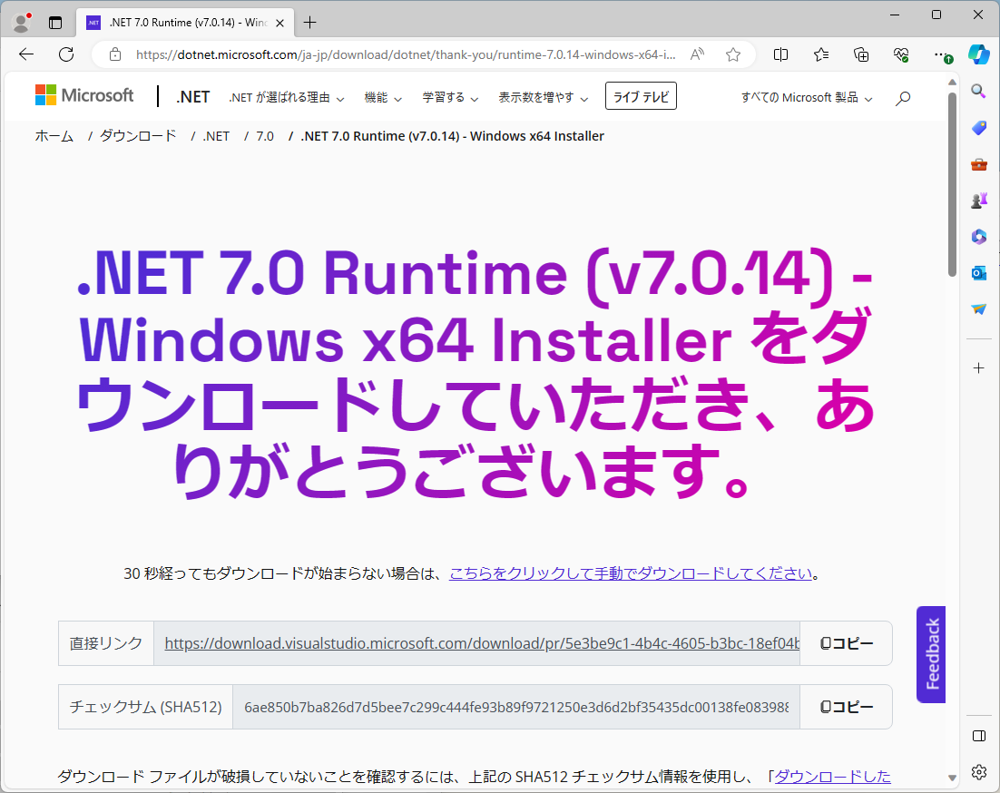 .NET 7.0 Runtime (v7.0.14) - Winc
https://dotnet.microsoft.com/ja-jp/download/dotnet/thank-you/runtime-7.0.14-windows-x64-i...
Microsoft .NET .NET が選ばれる理由 機能 学習する 表示数を増やす ライブ テレビ すべての Microsoft 製品
ホーム / ダウンロード / .NET / 7.0 / .NET 7.0 Runtime (v7.0.14) - Windows x64 Installer
.NET 7.0 Runtime (v7.0.14) -
Windows x64 Installer をダ
ウンロードしていただき、あ
りがとうございます。
30 秒経ってもダウンロードが始まらない場合は、こちらをクリックして手動でダウンロードしてください。
直接リンク https://download.visualstudio.microsoft.com/download/pr/5e3be9c1-4b4c-4605-b3bc-18ef04b コピー
チェックサム (SHA512) 6ae850b7ba826d7d5bee7c299c444fe93b89f9721250e3d6d2bf35435dc00138fe083988 コピー
Feedback
ダウンロード ファイルが破損していないことを確認するには、上記の SHA512 チェックサム情報を使用し、「ダウンロードした